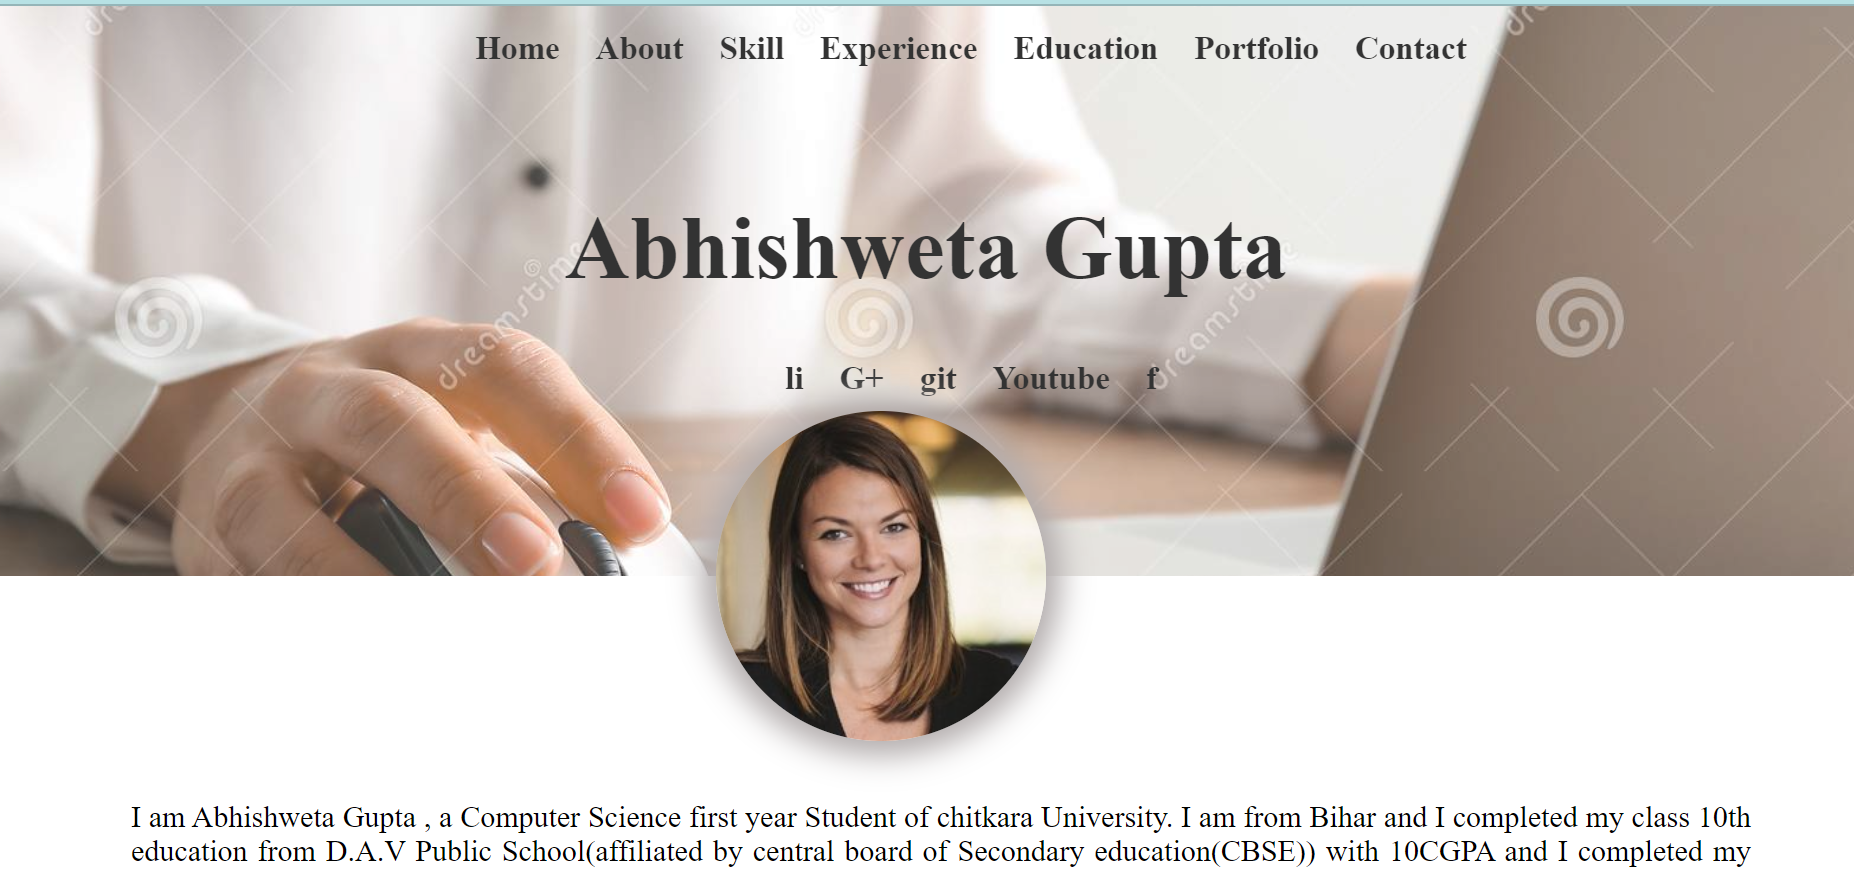 Home About Skill Experience Education Portfolio Contact
Abhishweta Gupta
dreamstime
dreamstime
li G+ git Youtube f
I am Abhishweta Gupta , a Computer Science first year Student of chitkara University. I am from Bihar and I completed my class 10th
education from D.A.V Public School(affiliated by central board of Secondary education(CBSE)) with 10CGPA and I completed my